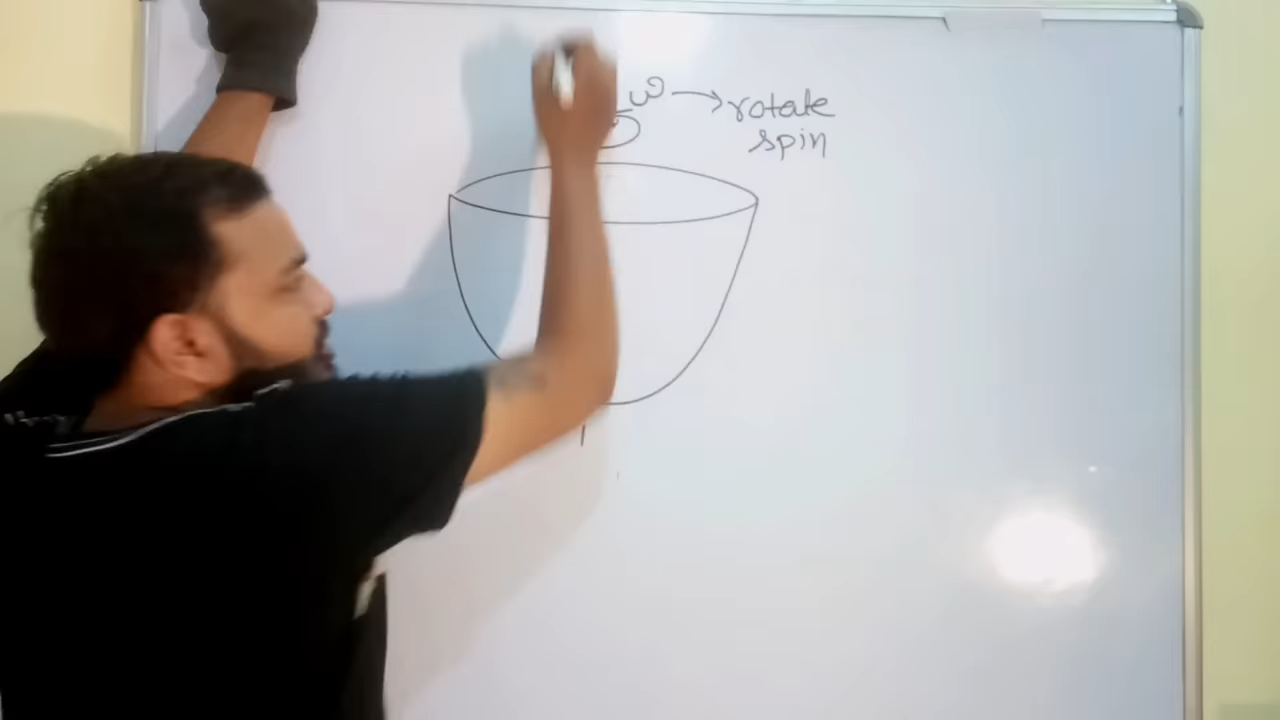 ω → rotate
spin